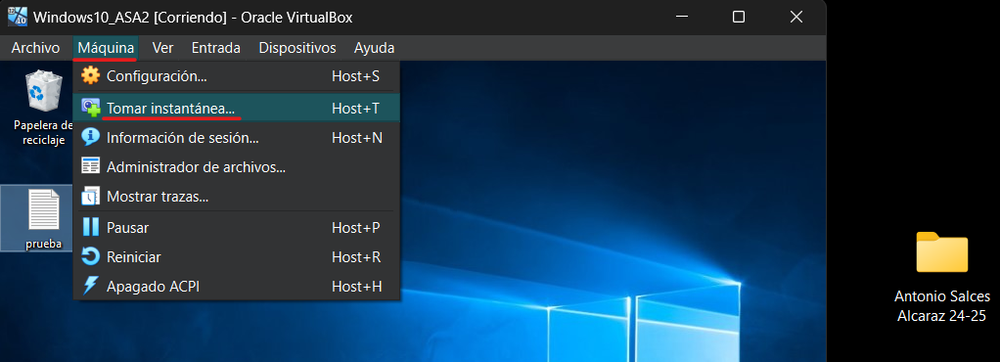 Windows10_ASA2 [Corriendo] - Oracle VirtualBox
Archivo Máquina Ver Entrada Dispositivos Ayuda
Configuración... Host+S
Tomar instantánea... Host+T
Información de sesión... Host+N
Administrador de archivos...
Mostrar trazas...
Pausar Host+P
Reiniciar Host+R
Apagado ACPI Host+H
Papelera de
reciclaje
prueba
Antonio Salces
Alcaraz 24-25